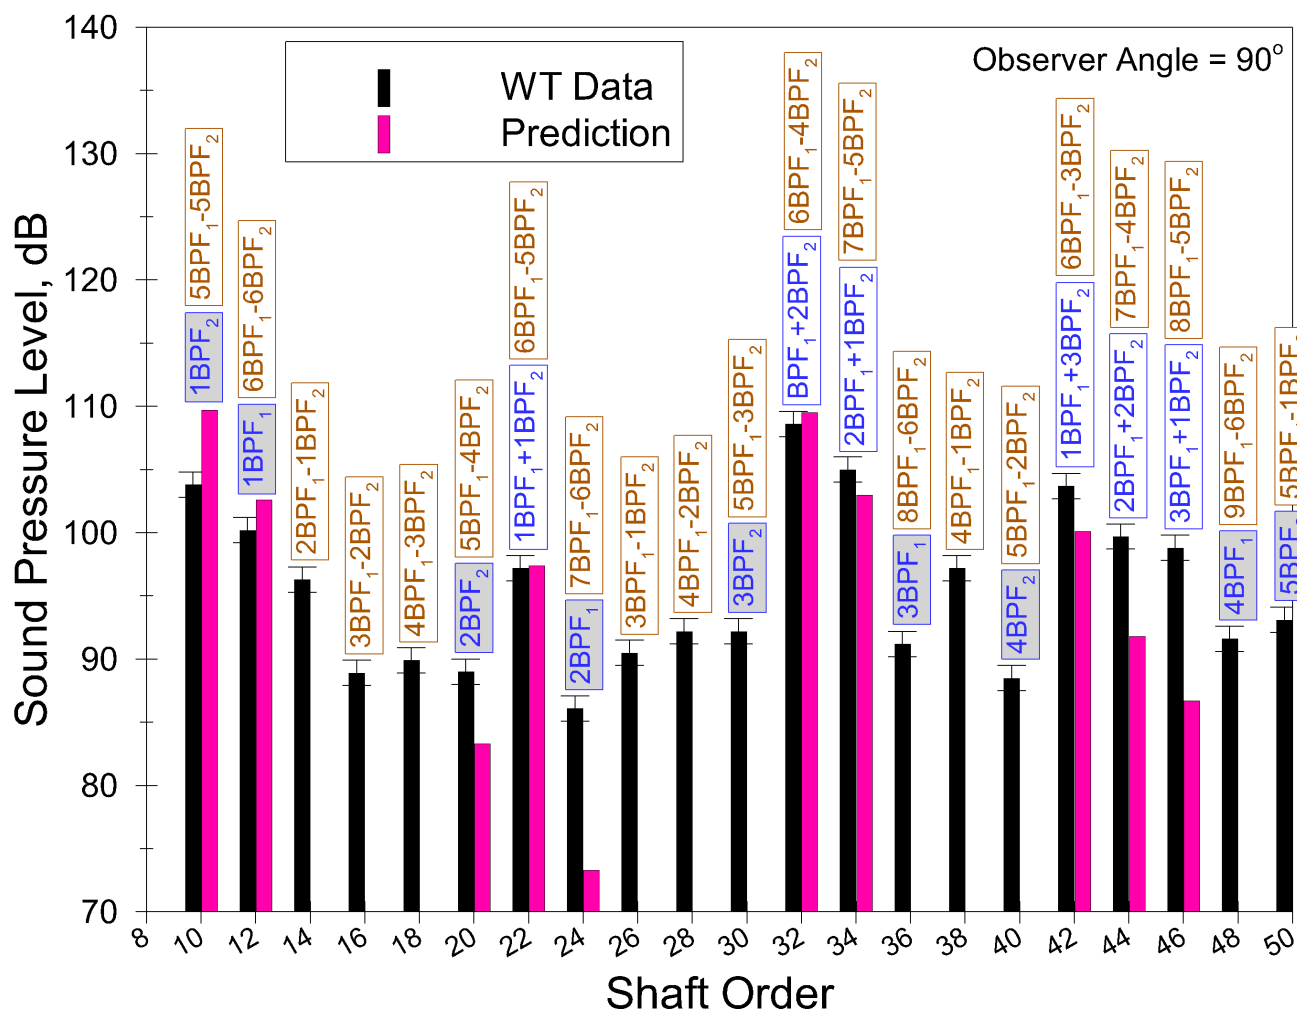 140
130
120
110
100
90
80
70
Sound Pressure Level, dB
WT Data
Prediction
Observer Angle = 90°
5BPF₁-5BPF₂
1BPF₂
6BPF₁-6BPF₂
1BPF₁
2BPF₁-1BPF₂
3BPF₁-2BPF₂
4BPF₁-3BPF₂
5BPF₁-4BPF₂
2BPF₂
6BPF₁-5BPF₂
1BPF₁+1BPF₂
7BPF₁-6BPF₂
2BPF₁
3BPF₁-1BPF₂
4BPF₁-2BPF₂
5BPF₁-3BPF₂
3BPF₂
6BPF₁-4BPF₂
BPF₁+2BPF₂
7BPF₁-5BPF₂
2BPF₁+1BPF₂
8BPF₁-6BPF₂
3BPF₁
4BPF₁-1BPF₂
5BPF₁-2BPF₂
4BPF₂
6BPF₁-3BPF₂
1BPF₁+3BPF₂
7BPF₁-4BPF₂
2BPF₁+2BPF₂
8BPF₁-5BPF₂
3BPF₁+1BPF₂
9BPF₁-6BPF₂
4BPF₁
5BPF₁-1BPF₂
5BPF₂
8
10
12
14
16
18
20
22
24
26
28
30
32
34
36
38
40
42
44
46
48
50
Shaft Order